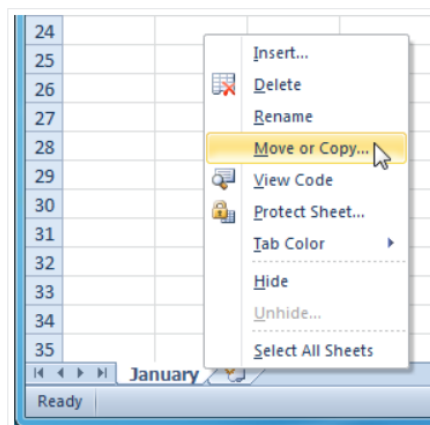 24
25
26
27
28
29
30
31
32
33
34
35
Insert...
Delete
Rename
Move or Copy...
View Code
Protect Sheet...
Tab Color
Hide
Unhide...
Select All Sheets
January
Ready